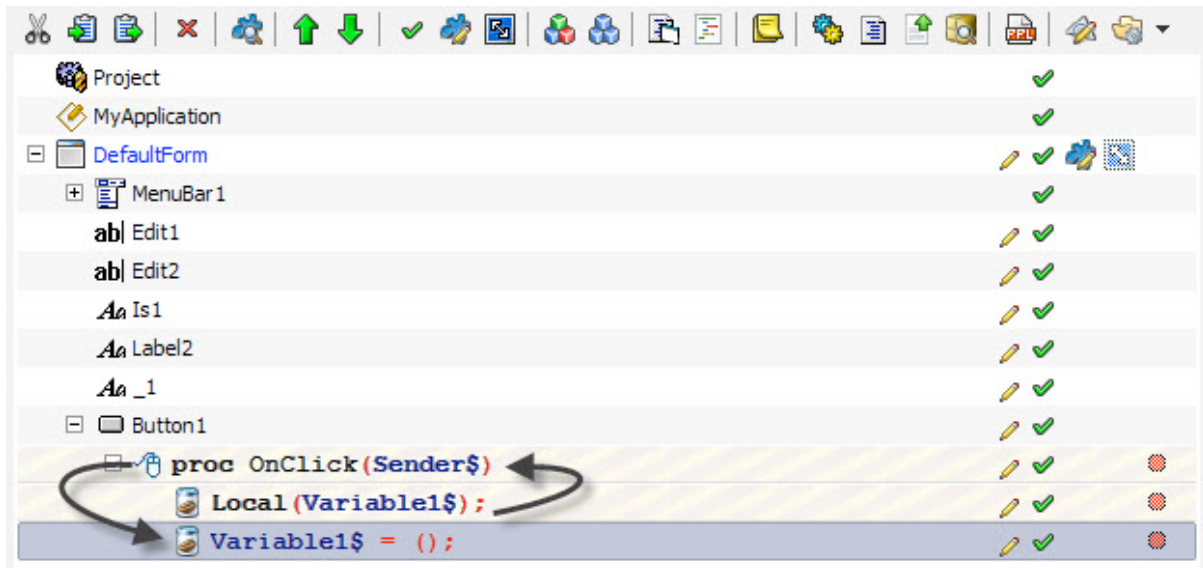 Project
MyApplication
DefaultForm
MenuBar1
ab Edit1
ab Edit2
Aa Is1
Aa Label2
Aa _1
Button1
proc OnClick(Sender$)
Local(Variable1$);
Variable1$ = ();